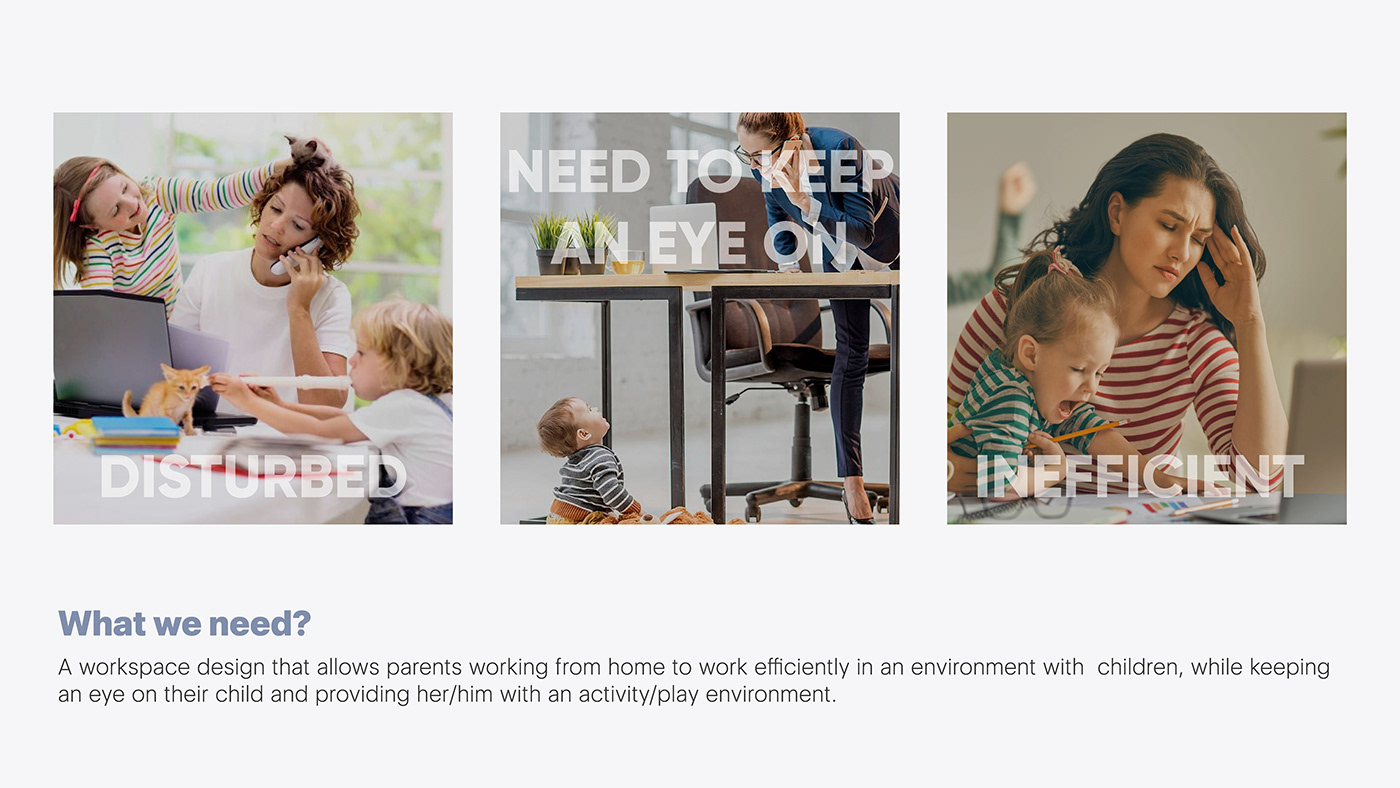 DISTURBED
NEED TO KEEP
AN EYE ON
INEFFICIENT
What we need?
A workspace design that allows parents working from home to work efficiently in an environment with  children, while keeping
an eye on their child and providing her/him with an activity/play environment.